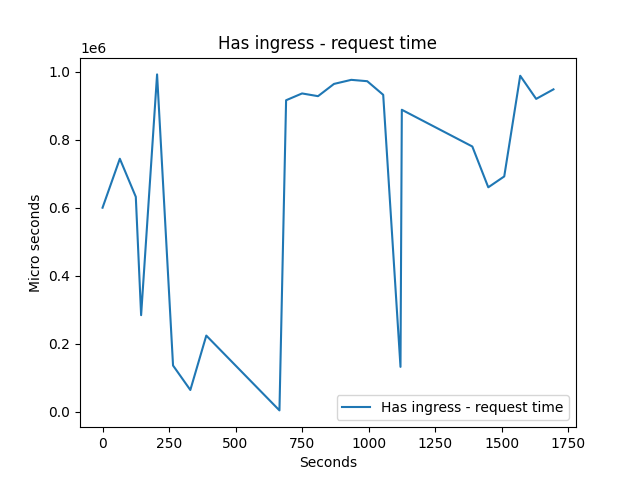 Has ingress - request time
1e6
1.0
0.8
0.6
0.4
0.2
0.0
Micro seconds
Has ingress - request time
0 250 500 750 1000 1250 1500 1750
Seconds